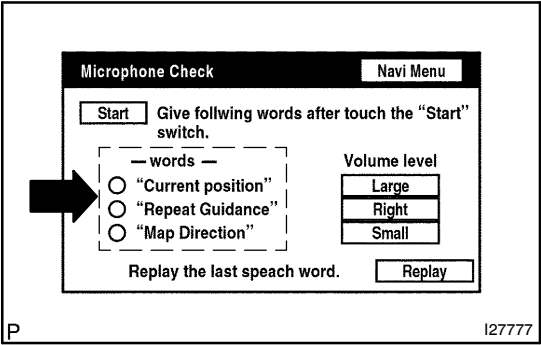 Microphone Check
Navi Menu
Start
Give follwing words after touch the “Start”
switch.
— words —
“Current position”
“Repeat Guidance”
“Map Direction”
Volume level
Large
Right
Small
Replay the last speach word.
Replay
P
I27777